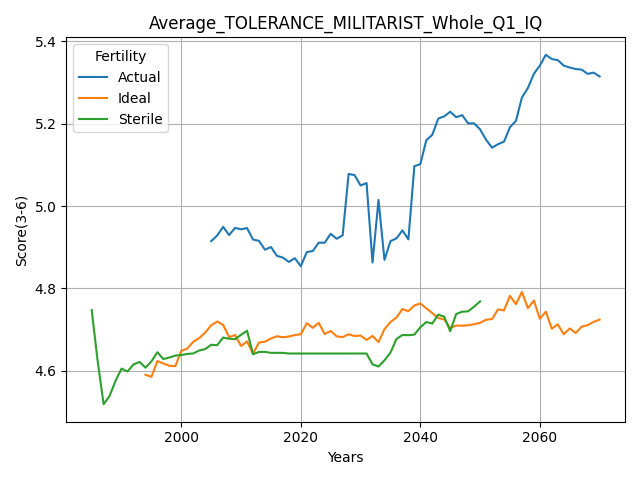 Average_TOLERANCE_MILITARIST_Whole_Q1_IQ
Fertility
Actual
Ideal
Sterile
Score(3-6)
5.4
5.2
5.0
4.8
4.6
2000
2020
2040
2060
Years